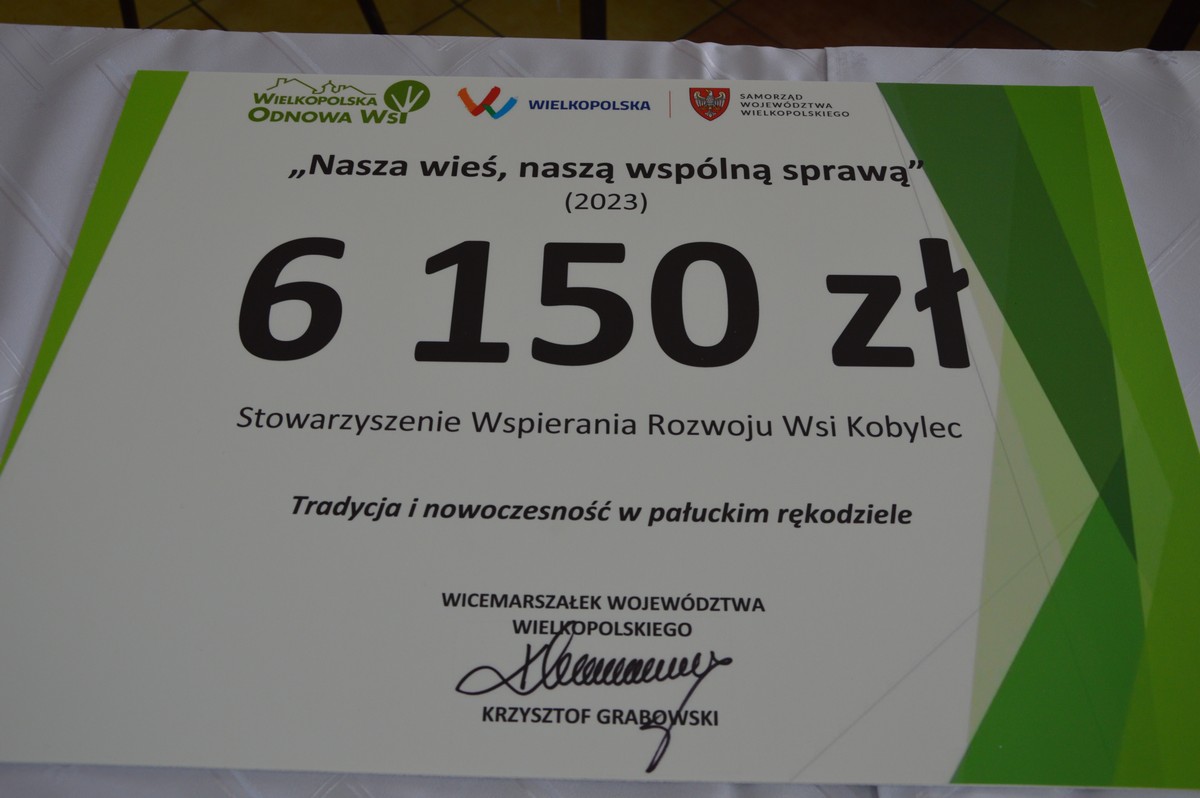 WIELKOPOLSKA
ODNOWA WSI
WIELKOPOLSKA
SAMORZĄD
WOJEWÓDZTWA
WIELKOPOLSKIEGO
„Nasza wieś, naszą wspólną sprawą”
(2023)
6 150 zł
Stowarzyszenie Wspierania Rozwoju Wsi Kobylec
Tradycja i nowoczesność w pałuckim rękodziele
WICEMARSZAŁEK WOJEWÓDZTWA
WIELKOPOLSKIEGO
KRZYSZTOF GRABOWSKI